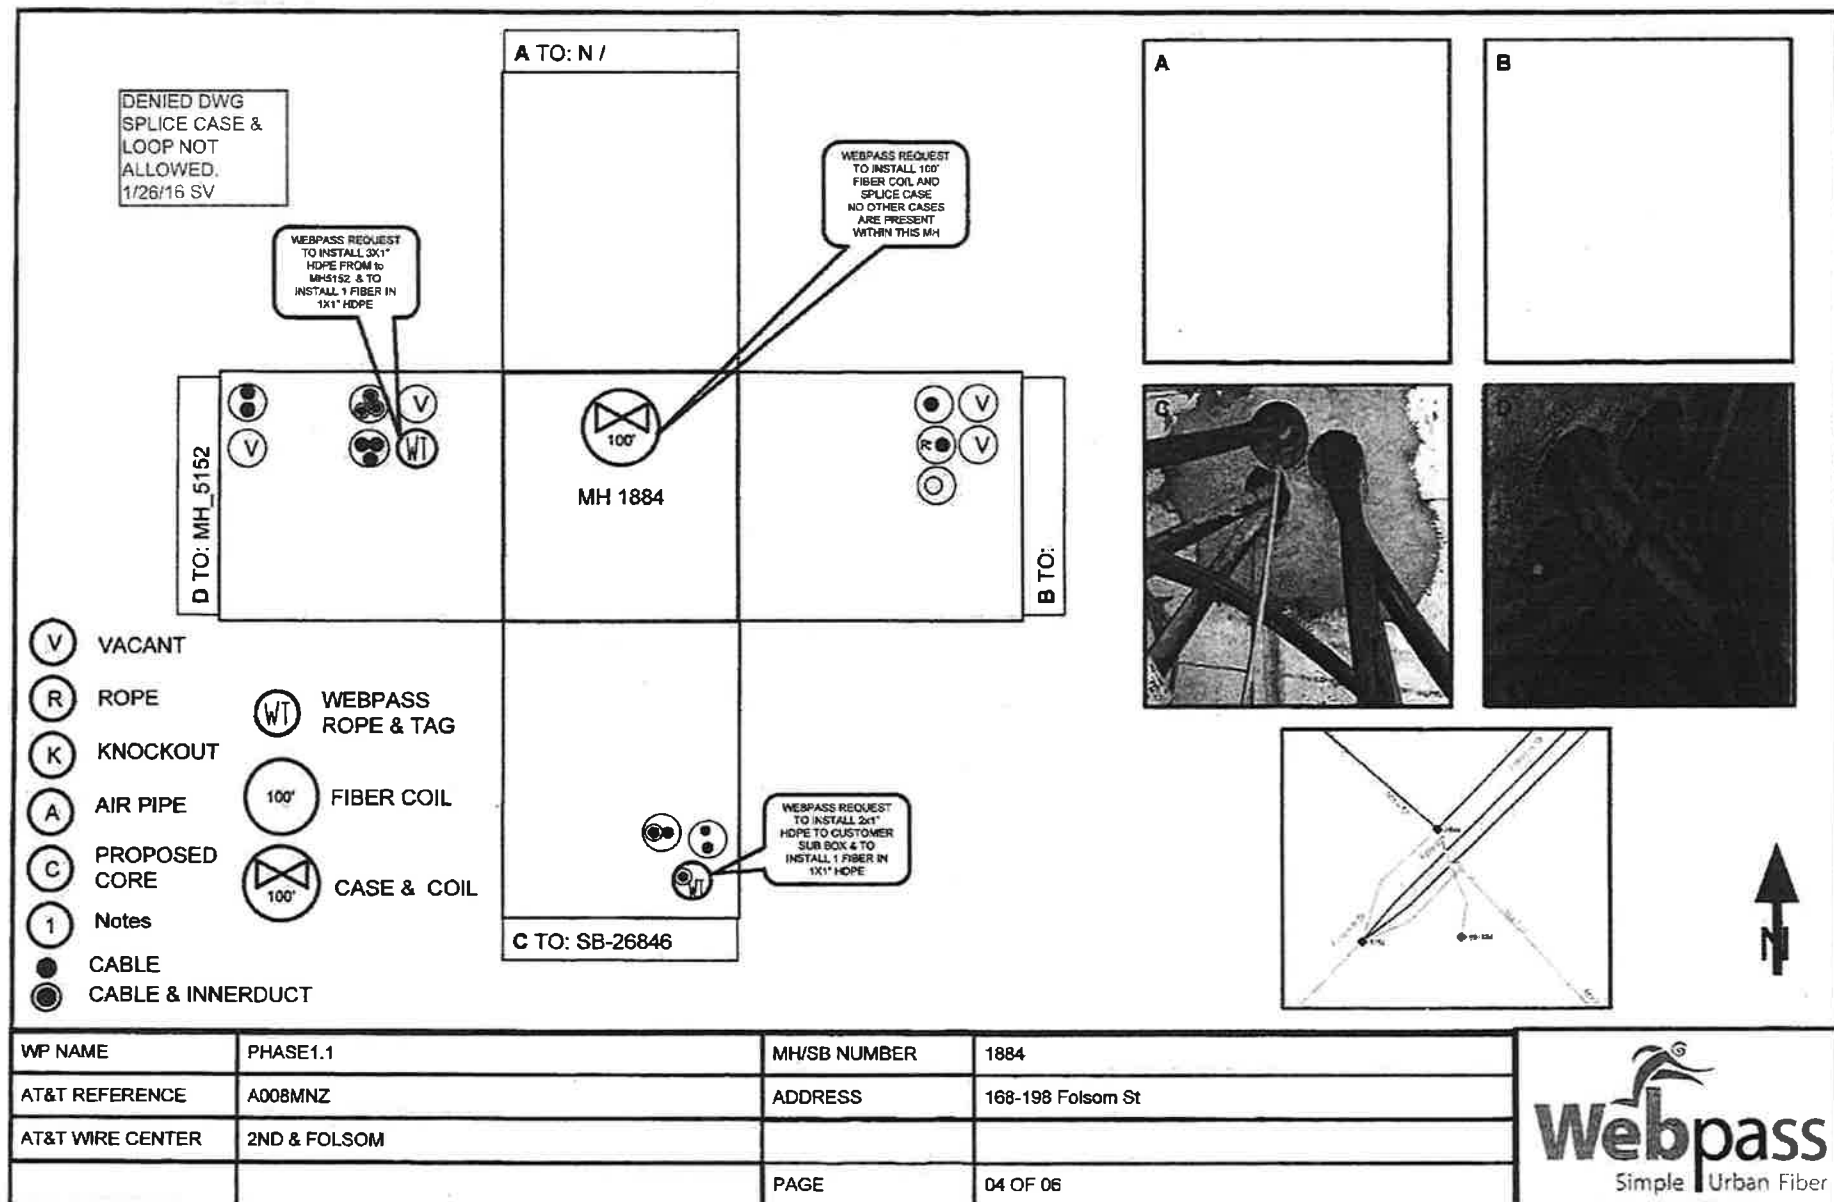 A TO: N /
DENIED DWG
SPLICE CASE &
LOOP NOT
ALLOWED.
1/26/16 SV
WEBPASS REQUEST
TO INSTALL 3X1"
HDPE FROM to
MH5152 & TO
INSTALL 1 FIBER IN
1X1" HDPE
WEBPASS REQUEST
TO INSTALL 100'
FIBER COIL AND
SPLICE CASE
NO OTHER CASES
ARE PRESENT
WITHIN THIS MH
D TO: MH_5152
V
V
WT
100'
MH 1884
V
R
V
B TO:
WT
WEBPASS REQUEST
TO INSTALL 2x1"
HDPE TO CUSTOMER
SUB BOX & TO
INSTALL 1 FIBER IN
1X1" HDPE
C TO: SB-26846
V VACANT
R ROPE
K KNOCKOUT
A AIR PIPE
C PROPOSED
CORE
1 Notes
CABLE
CABLE & INNERDUCT
WT WEBPASS
ROPE & TAG
100' FIBER COIL
100' CASE & COIL
A
B
C
D
N
WP NAME PHASE1.1 MH/SB NUMBER 1884
AT&T REFERENCE A008MNZ ADDRESS 168-198 Folsom St
AT&T WIRE CENTER 2ND & FOLSOM
PAGE 04 OF 06
Webpass
Simple Urban Fiber